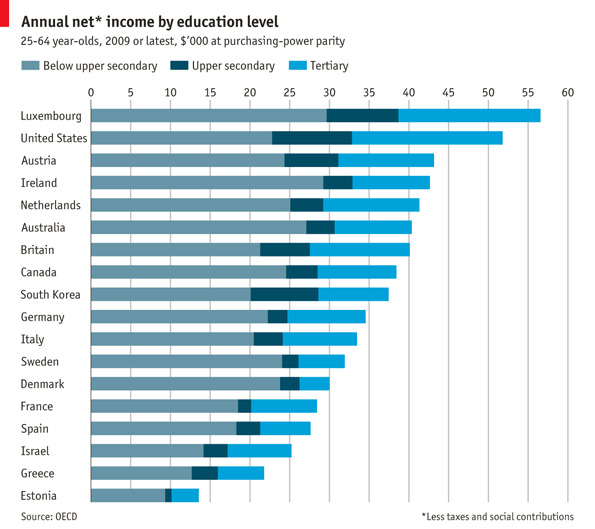 Annual net* income by education level
25-64 year-olds, 2009 or latest, $'000 at purchasing-power parity
Below upper secondary Upper secondary Tertiary
0 5 10 15 20 25 30 35 40 45 50 55 60
Luxembourg
United States
Austria
Ireland
Netherlands
Australia
Britain
Canada
South Korea
Germany
Italy
Sweden
Denmark
France
Spain
Israel
Greece
Estonia
Source: OECD *Less taxes and social contributions